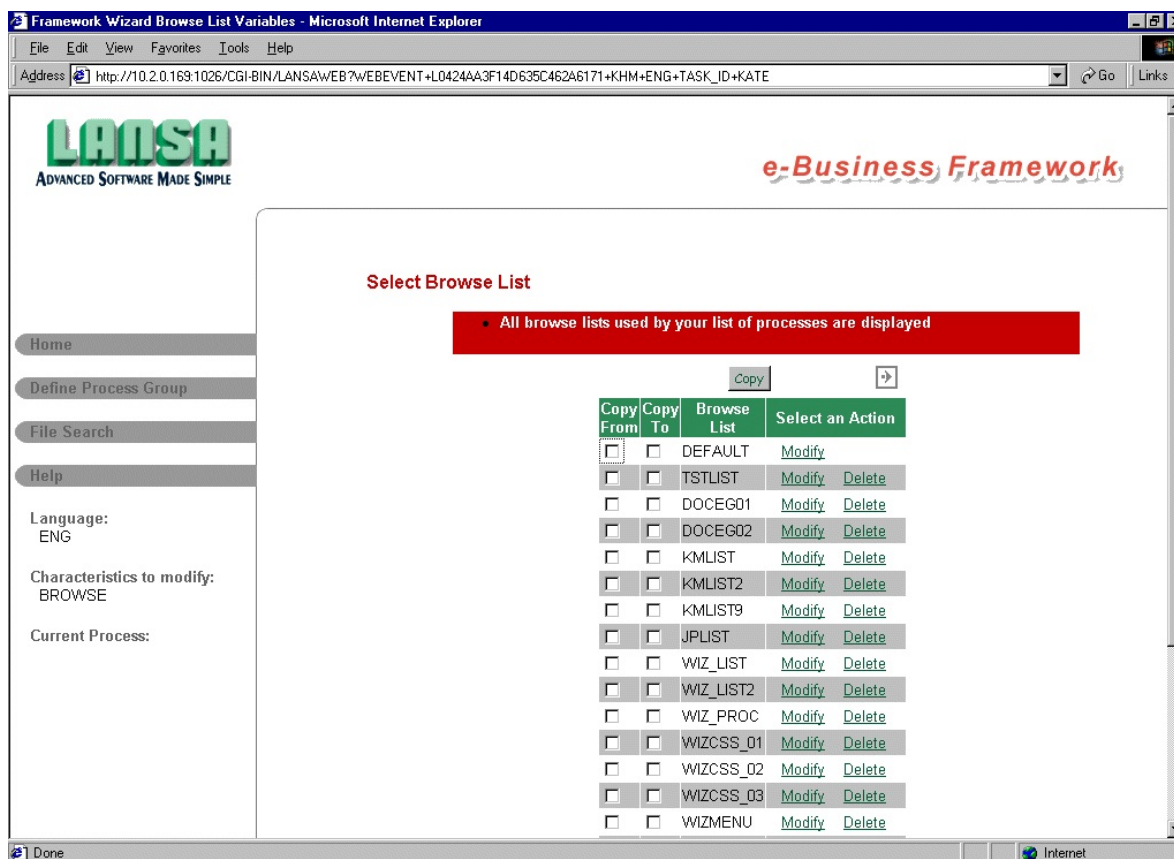 Framework Wizard Browse List Variables - Microsoft Internet Explorer
File Edit View Favorites Tools Help
Address http://10.2.0.169:1026/CGI-BIN/LANSAWEB?WEBEVENT+L0424AA3F14D635C462A6171+KHM+ENG+TASK_ID+KATE Go Links
LANSA
ADVANCED SOFTWARE MADE SIMPLE
e-Business Framework
Select Browse List
All browse lists used by your list of processes are displayed
Home
Define Process Group
File Search
Help
Language:
ENG
Characteristics to modify:
BROWSE
Current Process:
Copy
Copy From Copy To Browse List Select an Action
DEFAULT Modify
TSTLIST Modify Delete
DOCEG01 Modify Delete
DOCEG02 Modify Delete
KMLIST Modify Delete
KMLIST2 Modify Delete
KMLIST9 Modify Delete
JPLIST Modify Delete
WIZ_LIST Modify Delete
WIZ_LIST2 Modify Delete
WIZ_PROC Modify Delete
WIZCSS_01 Modify Delete
WIZCSS_02 Modify Delete
WIZCSS_03 Modify Delete
WIZMENU Modify Delete
Done Internet